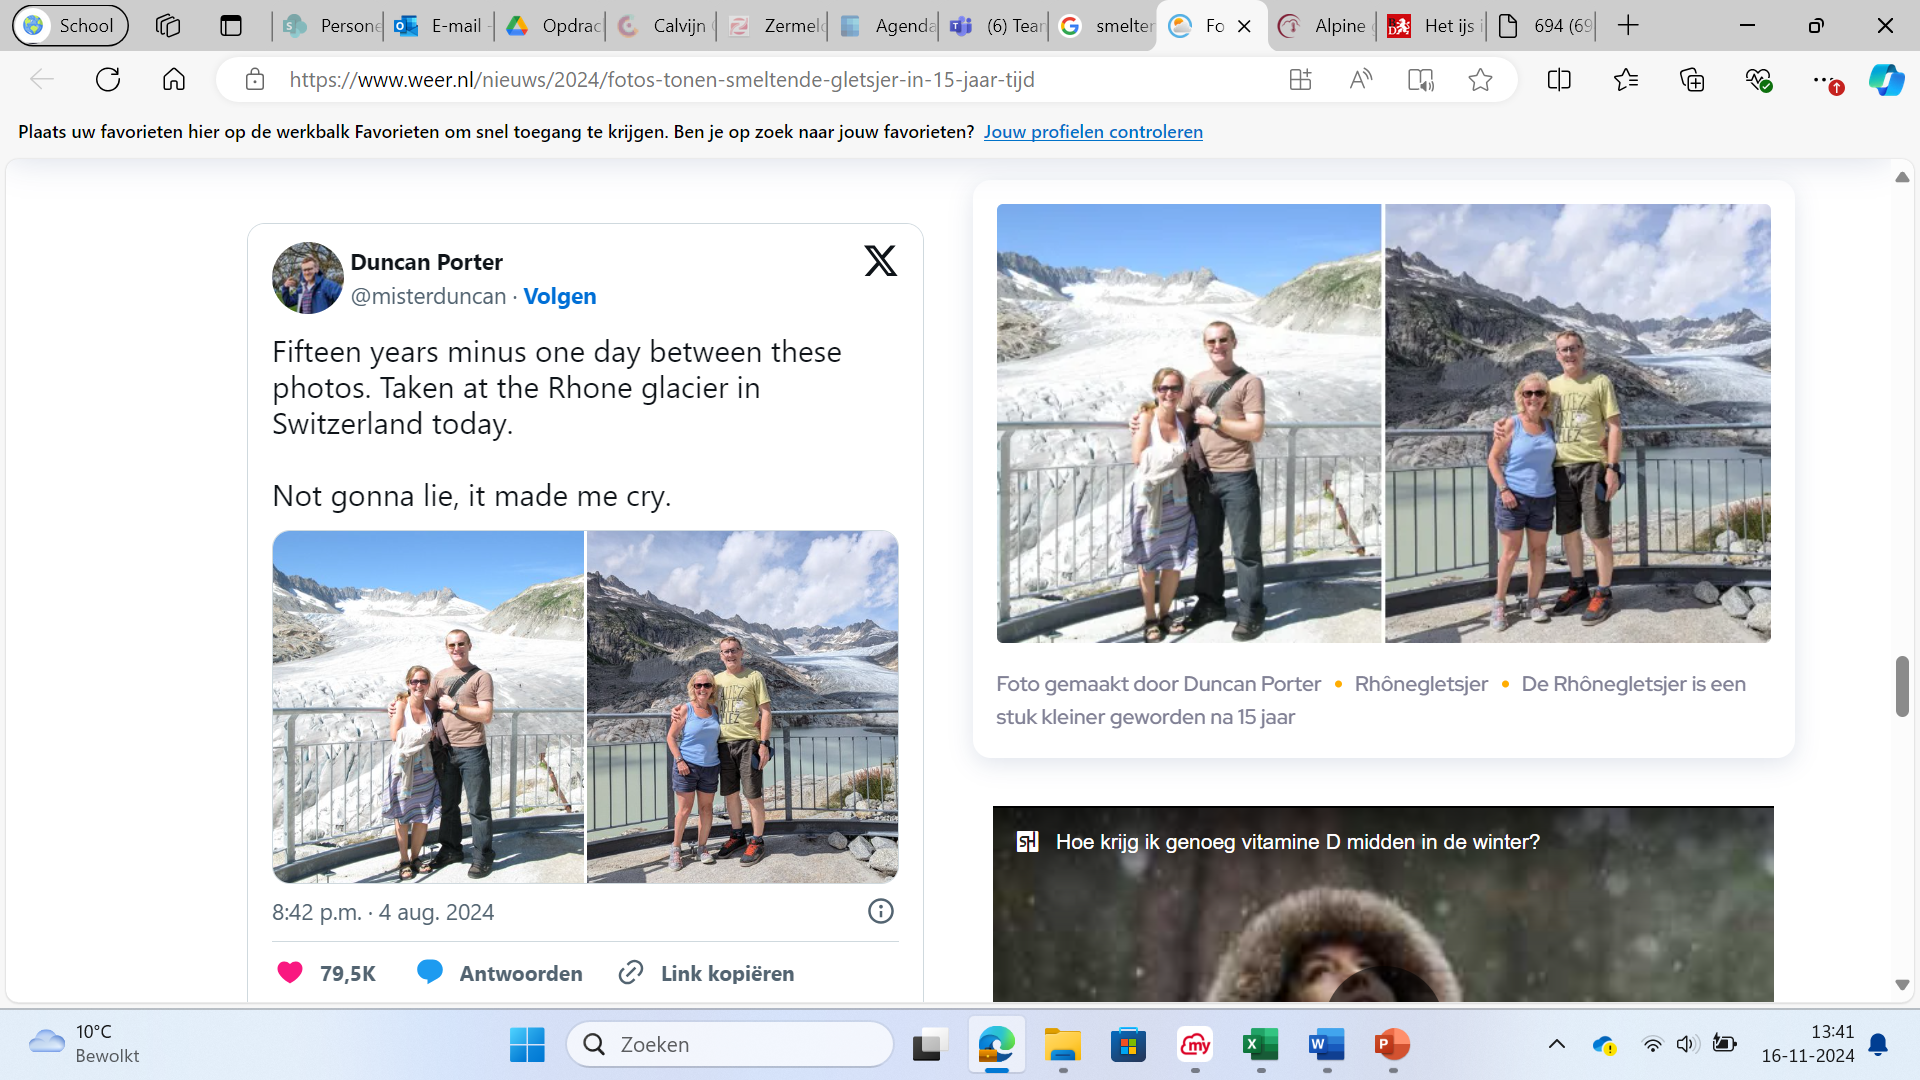 School
Persone
E-mail -
Opdrac
Calvijn
Zermelo
Agenda
(6) Tean
smelter
Fo
Alpine g
Het ijs i
694 (69
https://www.weer.nl/nieuws/2024/fotos-tonen-smeltende-gletsjer-in-15-jaar-tijd
Plaats uw favorieten hier op de werkbalk Favorieten om snel toegang te krijgen. Ben je op zoek naar jouw favorieten? Jouw profielen controleren
Duncan Porter
@misterduncan · Volgen
Fifteen years minus one day between these
photos. Taken at the Rhone glacier in
Switzerland today.
Not gonna lie, it made me cry.
8:42 p.m. · 4 aug. 2024
79,5K
Antwoorden
Link kopiëren
Foto gemaakt door Duncan Porter • Rhônegletsjer • De Rhônegletsjer is een
stuk kleiner geworden na 15 jaar
SH
Hoe krijg ik genoeg vitamine D midden in de winter?
10°C
Bewolkt
Zoeken
my
X
W
P
13:41
16-11-2024